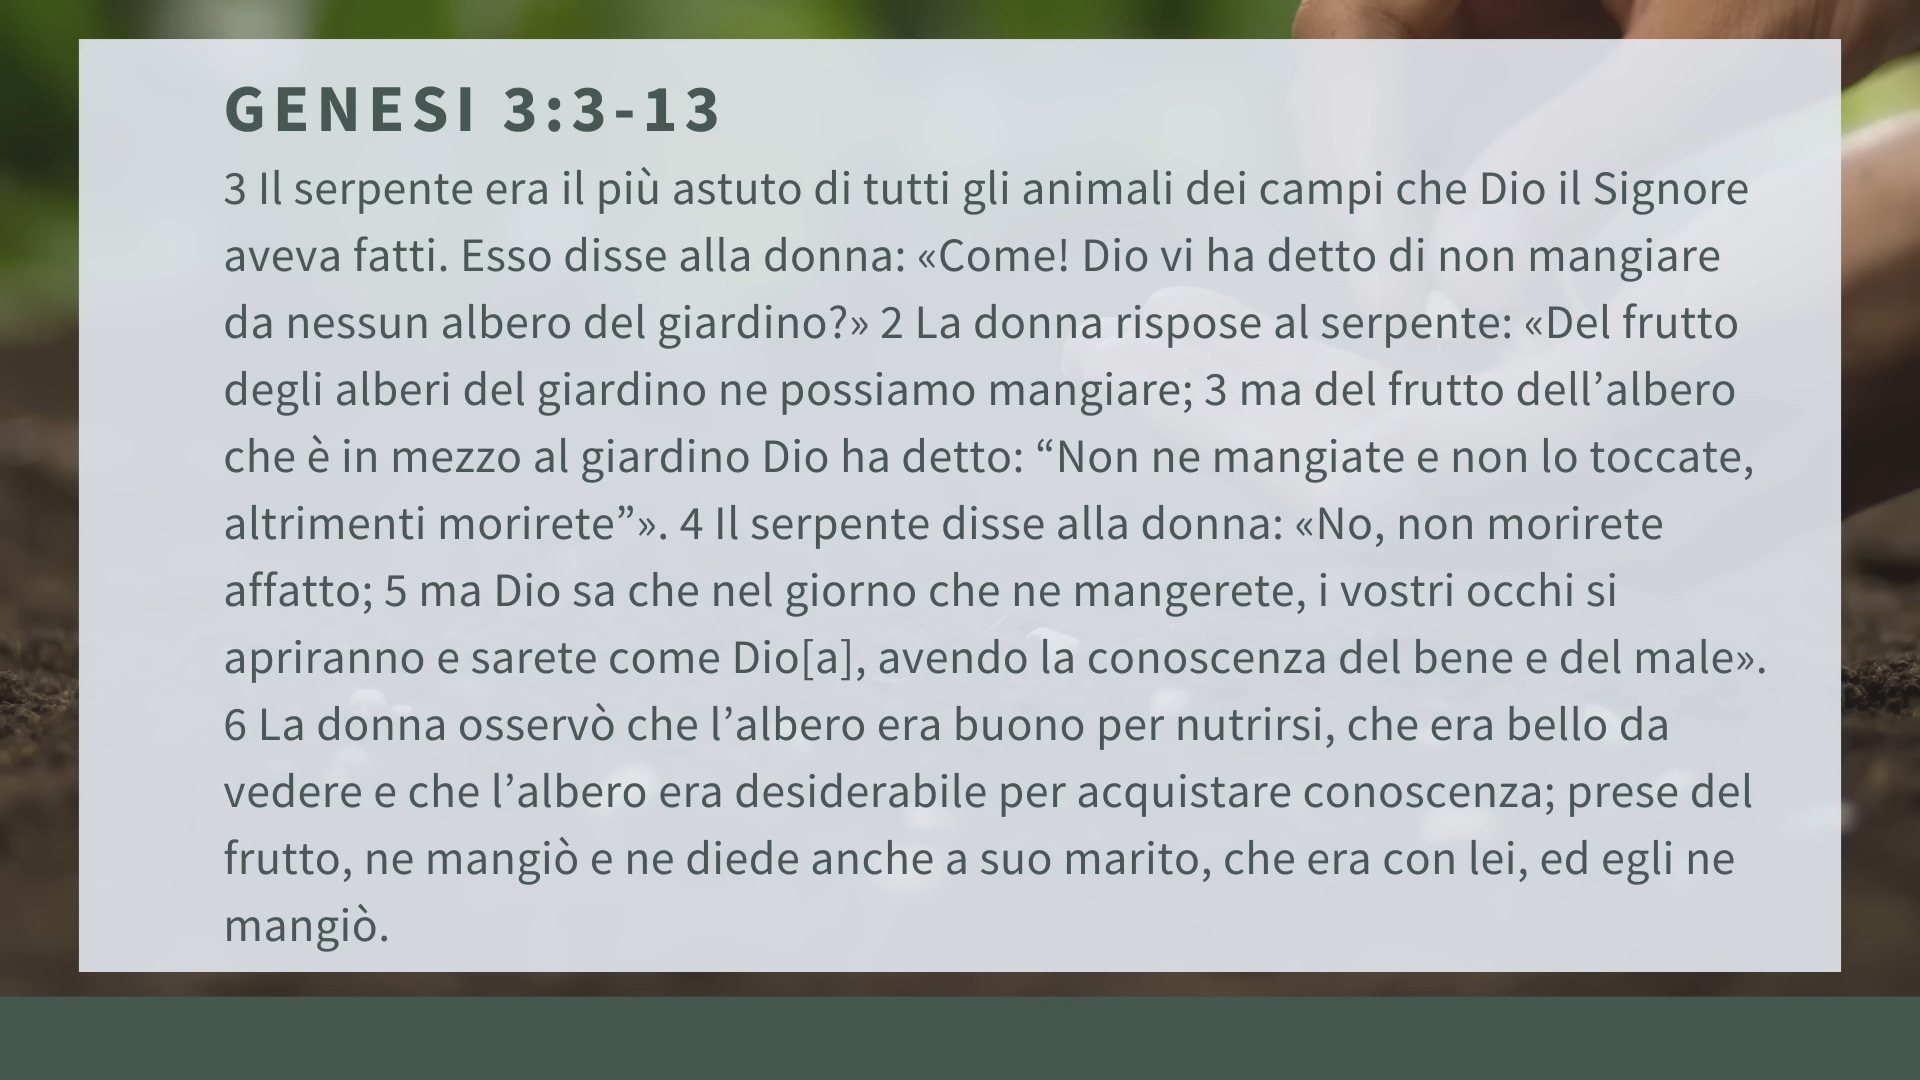 GENESI 3:3-13
3 Il serpente era il più astuto di tutti gli animali dei campi che Dio il Signore
aveva fatti. Esso disse alla donna: «Come! Dio vi ha detto di non mangiare
da nessun albero del giardino?» 2 La donna rispose al serpente: «Del frutto
degli alberi del giardino ne possiamo mangiare; 3 ma del frutto dell’albero
che è in mezzo al giardino Dio ha detto: “Non ne mangiate e non lo toccate,
altrimenti morirete”». 4 Il serpente disse alla donna: «No, non morirete
affatto; 5 ma Dio sa che nel giorno che ne mangerete, i vostri occhi si
apriranno e sarete come Dio[a], avendo la conoscenza del bene e del male».
6 La donna osservò che l’albero era buono per nutrirsi, che era bello da
vedere e che l’albero era desiderabile per acquistare conoscenza; prese del
frutto, ne mangiò e ne diede anche a suo marito, che era con lei, ed egli ne
mangiò.